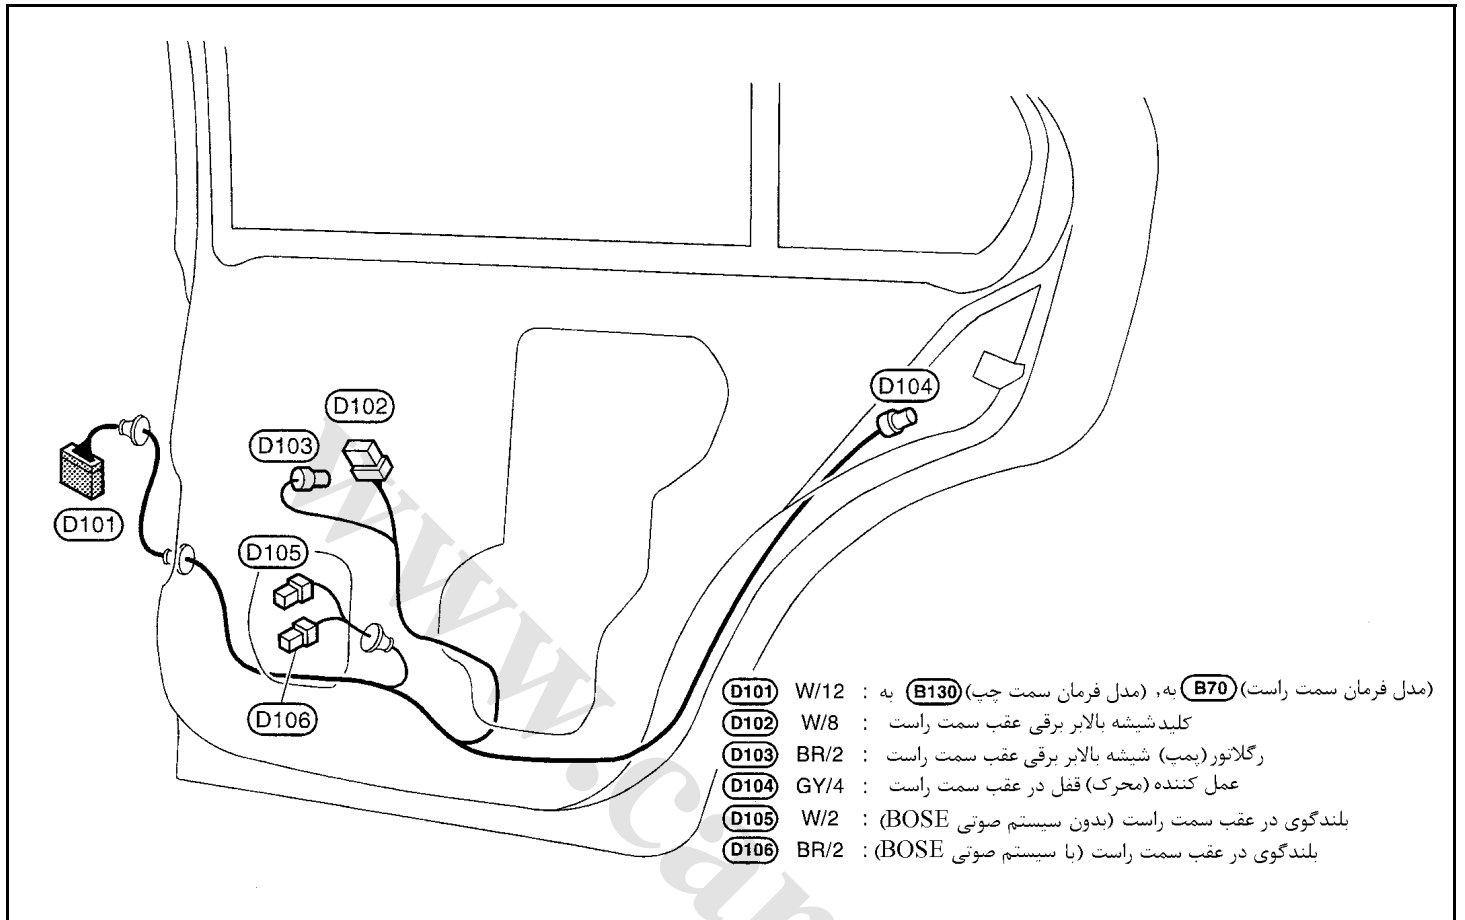 D104
D102
D103
D101
D105
D106
D101 W/12 : به B130 (مدل فرمان سمت چپ) ,به B70 (مدل فرمان سمت راست)
D102 W/8 : کلید شیشه بالابر برقی عقب سمت راست
D103 BR/2 : رگلاتور (پمپ) شیشه بالابر برقی عقب سمت راست
D104 GY/4 : عمل کننده (محرک) قفل در عقب سمت راست
D105 W/2 : بلندگوی در عقب سمت راست (بدون سیستم صوتی BOSE)
D106 BR/2 : بلندگوی در عقب سمت راست (با سیستم صوتی BOSE)
www.car